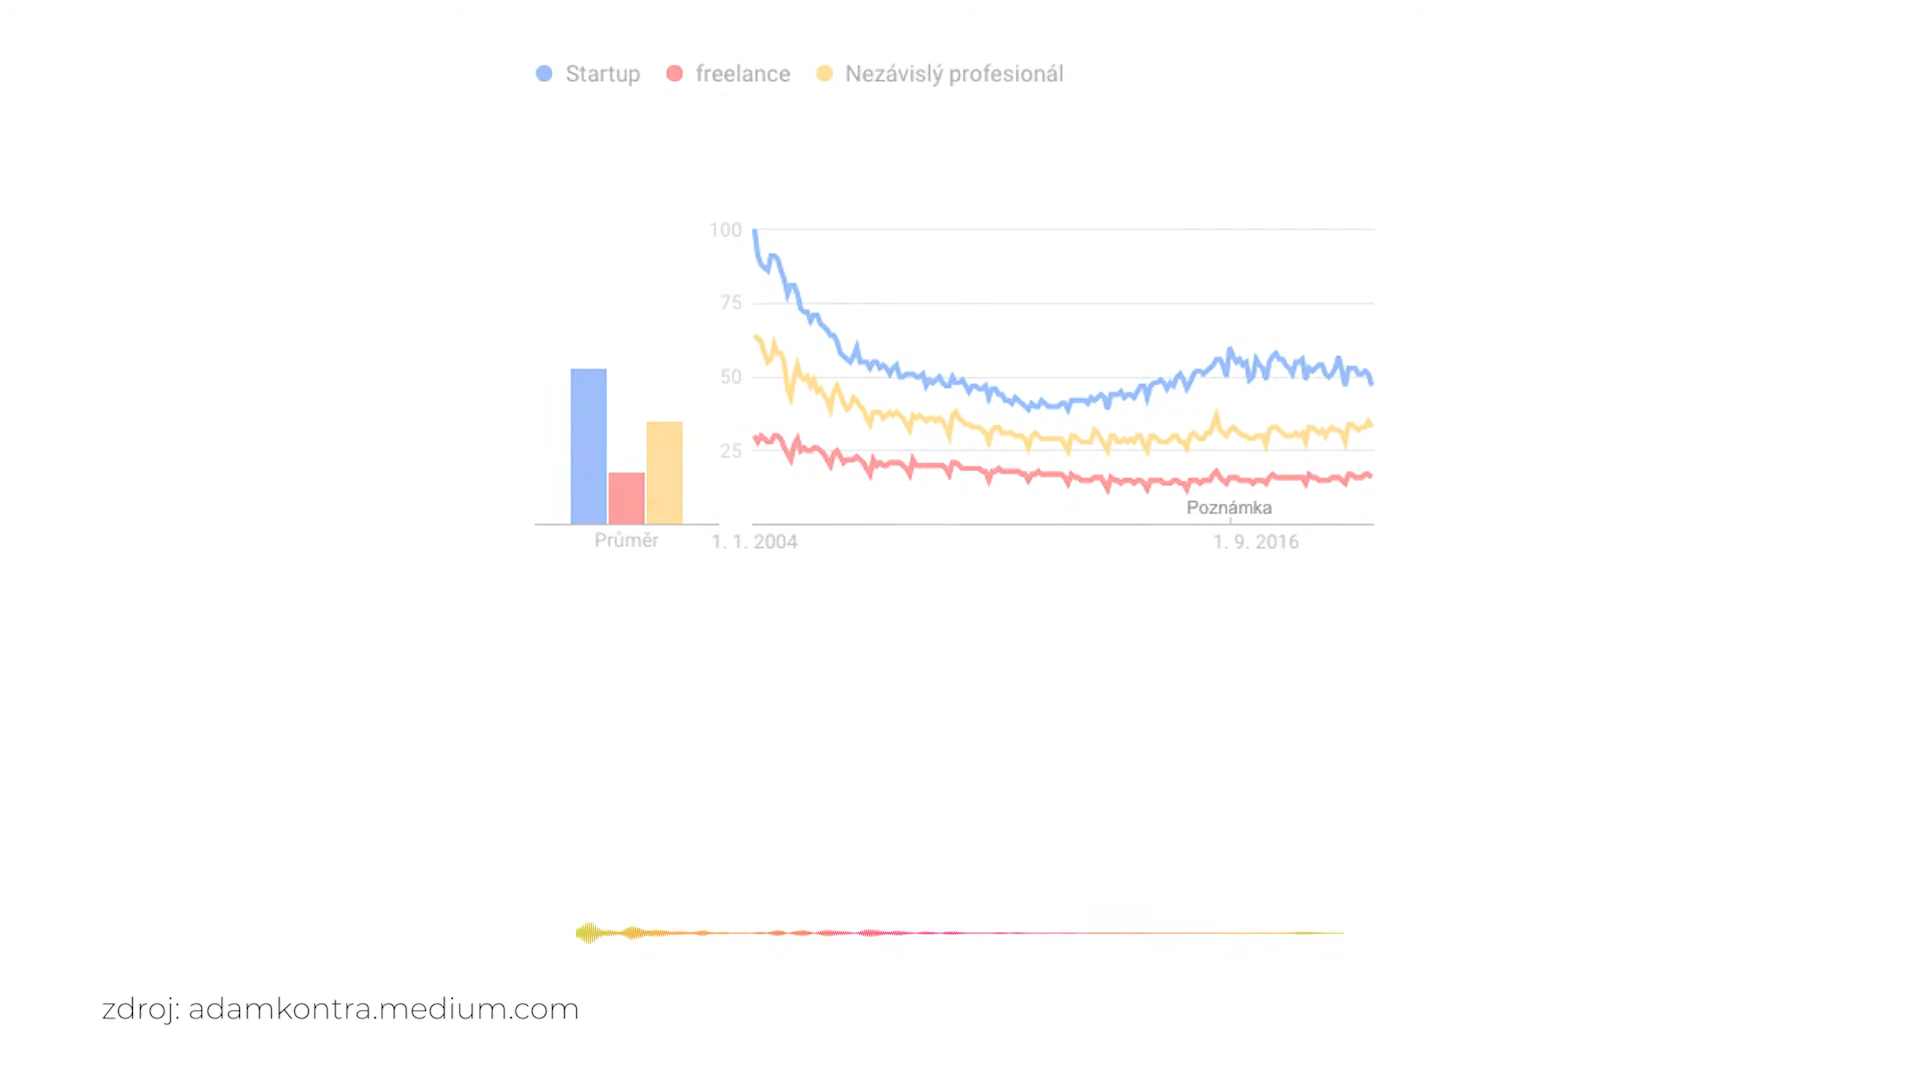 Startup freelance Nezávislý profesionál
100
75
50
25
Poznámka
Průměr 1. 1. 2004 1. 9. 2016
zdroj: adamkontra.medium.com